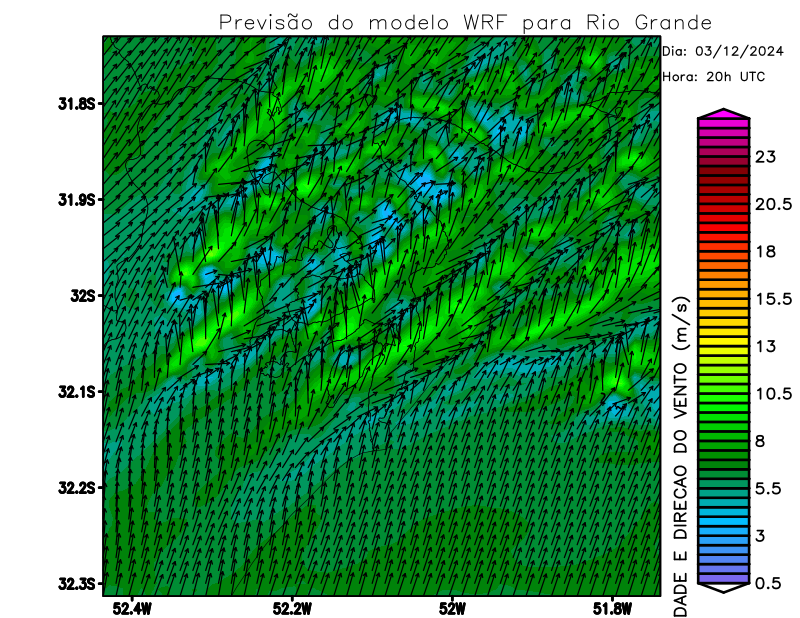 Previsão do modelo WRF para Rio Grande
Dia: 03/12/2024
Hora: 20h UTC
31.8S
31.9S
32S
32.1S
32.2S
32.3S
52.4W
52.2W
52W
51.8W
DADE E DIRECAO DO VENTO (m/s)
23
20.5
18
15.5
13
10.5
8
5.5
3
0.5